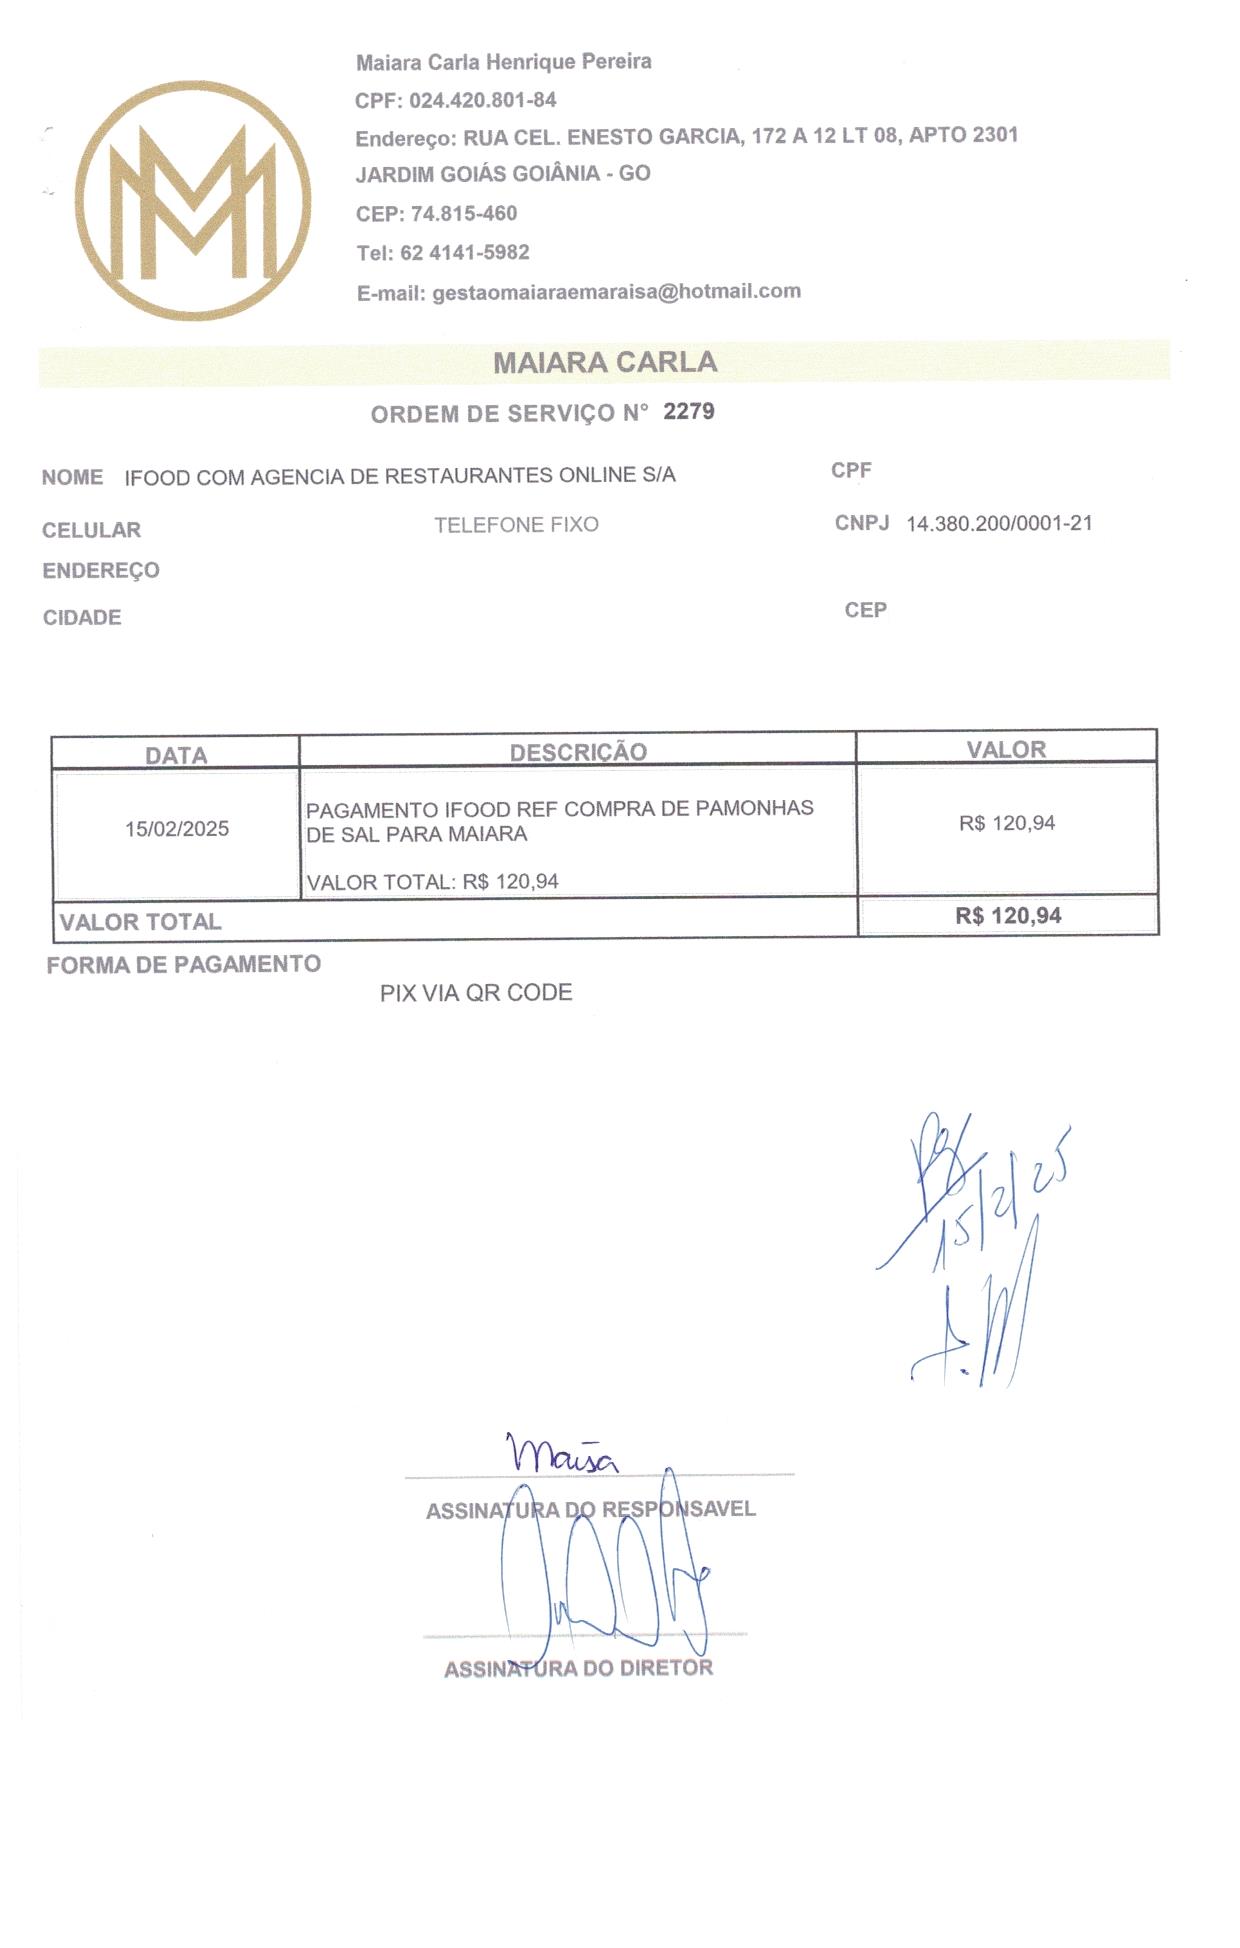 Maiara Carla Henrique Pereira
CPF: 024.420.801-84
Endereço: RUA CEL. ENESTO GARCIA, 172 A 12 LT 08, APTO 2301
JARDIM GOIÁS GOIÂNIA - GO
CEP: 74.815-460
Tel: 62 4141-5982
E-mail: gestaomaiaraemaraisa@hotmail.com
MAIARA CARLA
ORDEM DE SERVIÇO N° 2279
NOME IFOOD COM AGENCIA DE RESTAURANTES ONLINE S/A CPF
CELULAR TELEFONE FIXO CNPJ 14.380.200/0001-21
ENDEREÇO
CIDADE CEP
DATA DESCRIÇÃO VALOR
15/02/2025 PAGAMENTO IFOOD REF COMPRA DE PAMONHAS R$ 120,94
DE SAL PARA MAIARA
VALOR TOTAL: R$ 120,94
VALOR TOTAL R$ 120,94
FORMA DE PAGAMENTO
PIX VIA QR CODE
15/2/25
Maisa
ASSINATURA DO RESPONSAVEL
ASSINATURA DO DIRETOR